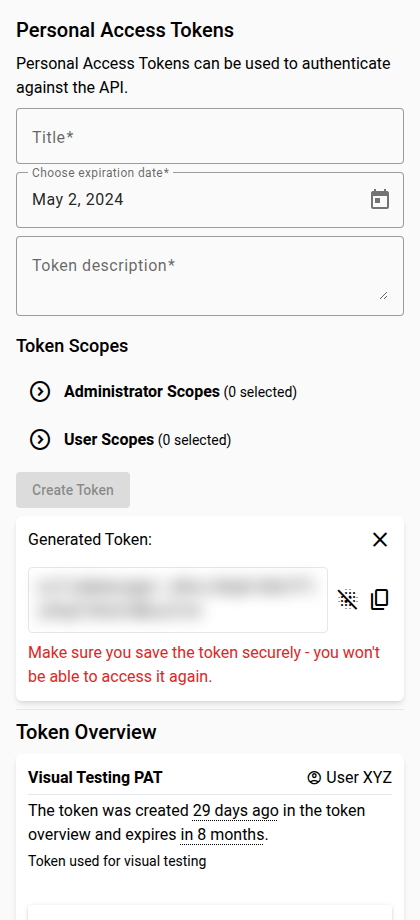 Personal Access Tokens
Personal Access Tokens can be used to authenticate
against the API.
Title*
Choose expiration date*
May 2, 2024
Token description*
Token Scopes
Administrator Scopes (0 selected)
User Scopes (0 selected)
Create Token
Generated Token:
Make sure you save the token securely - you won't
be able to access it again.
Token Overview
Visual Testing PAT
User XYZ
The token was created 29 days ago in the token
overview and expires in 8 months.
Token used for visual testing